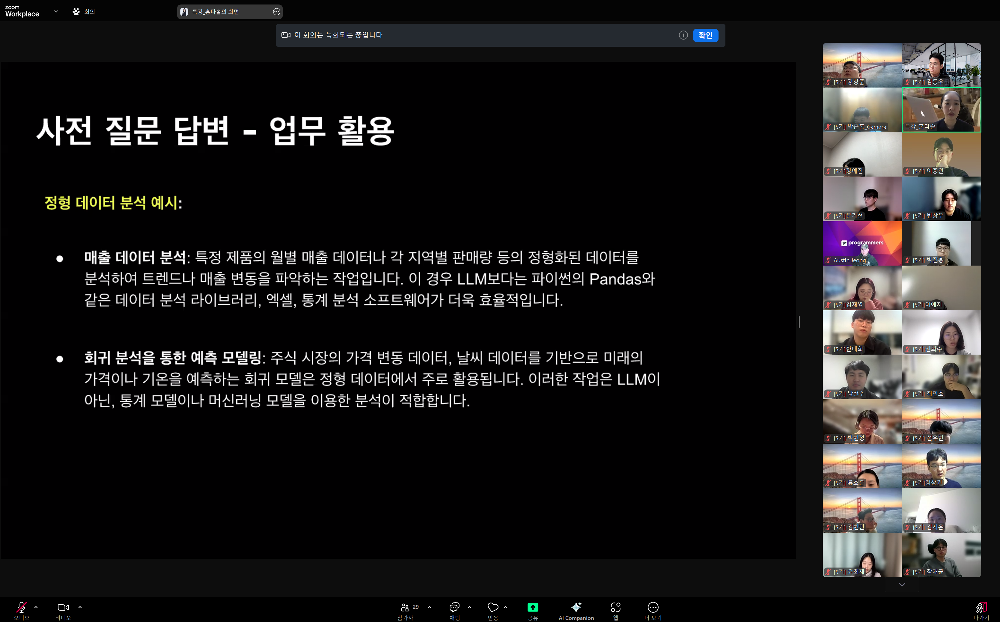 zoom
Workplace
회의
특강_홍다솔의 화면
이 회의는 녹화되는 중입니다
확인
사전 질문 답변 - 업무 활용
정형 데이터 분석 예시:
매출 데이터 분석: 특정 제품의 월별 매출 데이터나 각 지역별 판매량 등의 정형화된 데이터를
분석하여 트렌드나 매출 변동을 파악하는 작업입니다. 이 경우 LLM보다는 파이썬의 Pandas와
같은 데이터 분석 라이브러리, 엑셀, 통계 분석 소프트웨어가 더욱 효율적입니다.
회귀 분석을 통한 예측 모델링: 주식 시장의 가격 변동 데이터, 날씨 데이터를 기반으로 미래의
가격이나 기온을 예측하는 회귀 모델은 정형 데이터에서 주로 활용됩니다. 이러한 작업은 LLM이
아닌, 통계 모델이나 머신러닝 모델을 이용한 분석이 적합합니다.
[5기] 강창준
[5기] 김동우
[5기] 박준홍_Camera
특강_홍다솔
[5기]장예진
[5기] 이종인
[5기]문기현
[5기] 변상우
programmers
Austin Jeong
[5기] 박진홍
[5기]김재영
[5기]이예지
[5기]한대희
[5기]신희수
[5기] 남현수
[5기] 최인호
[5기] 박현정
[5기] 선우현
[5기] 류효은
[5기]정상권
[5기] 김현민
[5기] 김지은
[5기] 윤희재
[5기] 장재균
오디오
비디오
29
참가자
채팅
반응
공유
AI Companion
앱
더 보기
나가기